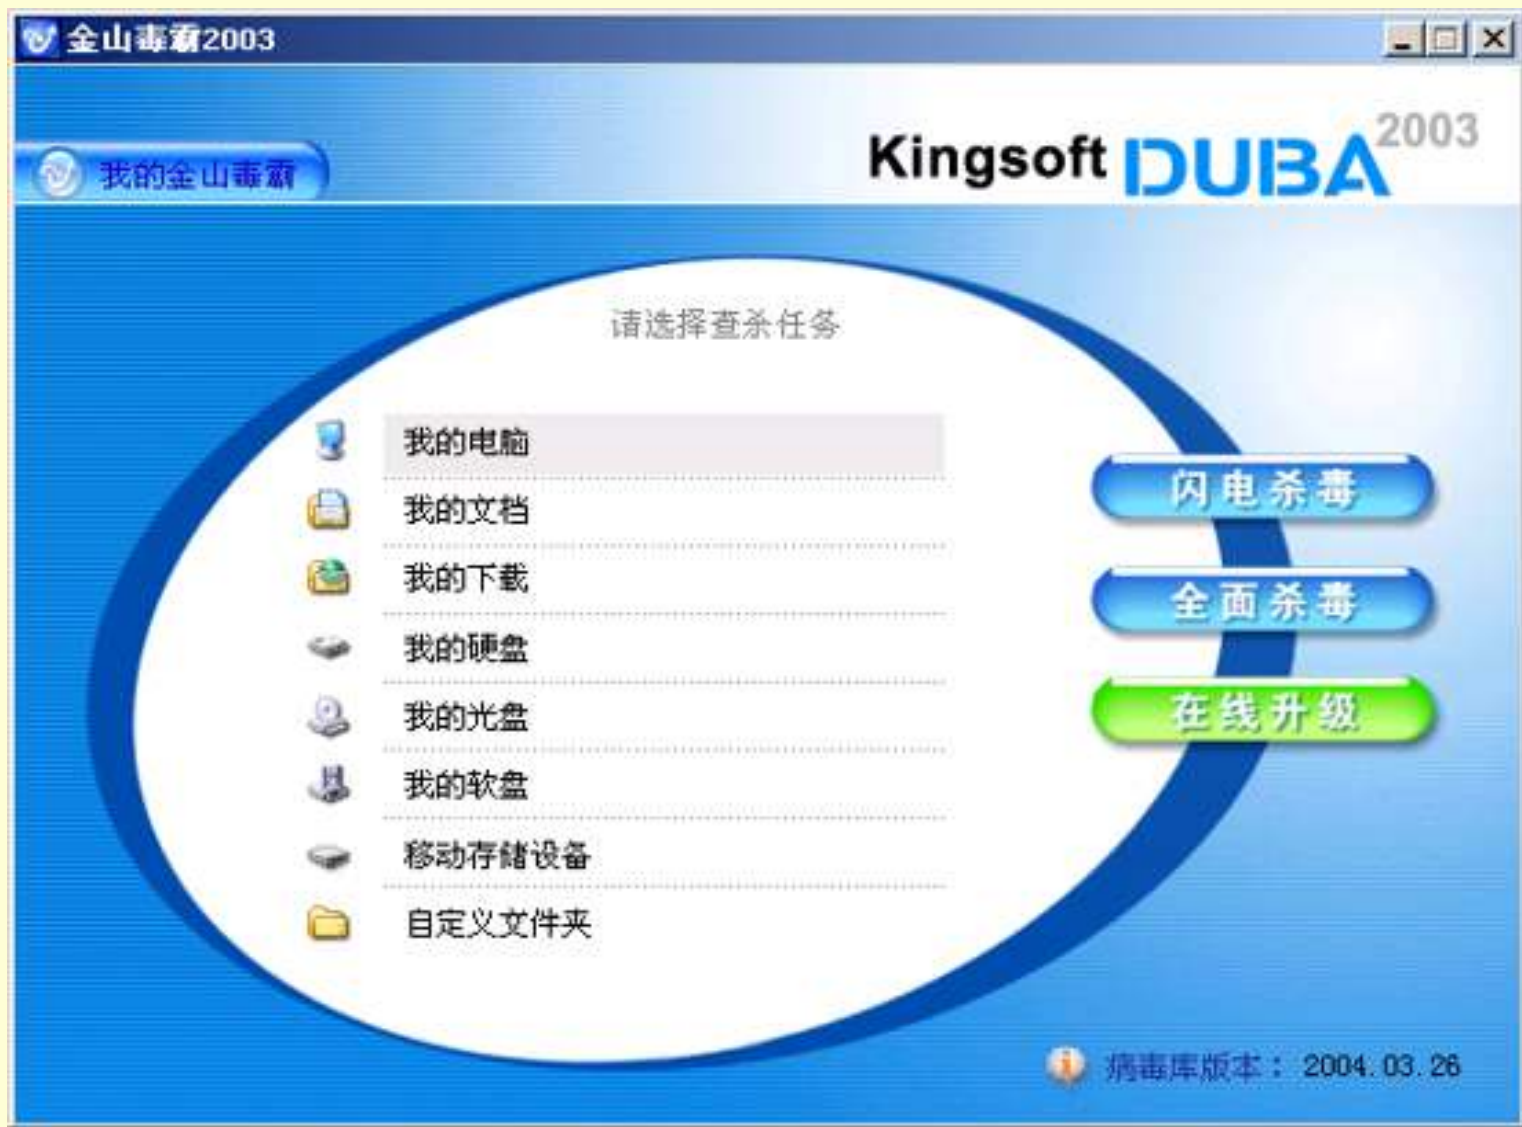 金山毒霸2003
我的金山毒霸
Kingsoft DUBA 2003
请选择查杀任务
我的电脑
我的文档
我的下载
我的硬盘
我的光盘
我的软盘
移动存储设备
自定义文件夹
闪电杀毒
全面杀毒
在线升级
病毒库版本：2004.03.26